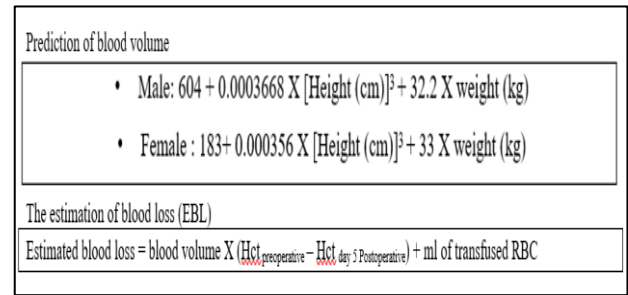 Prediction of blood volume
• Male: 604 + 0.0003668 X [Height (cm)]³ + 32.2 X weight (kg)
• Female : 183+ 0.000356 X [Height (cm)]³ + 33 X weight (kg)
The estimation of blood loss (EBL)
Estimated blood loss = blood volume X (Hct preoperative – Hct day 5 Postoperative) + ml of transfused RBC